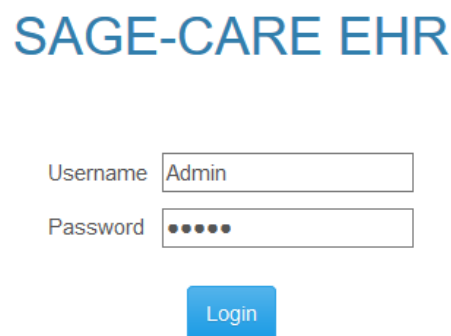 SAGE-CARE EHR
Username Admin
Password •••••
Login